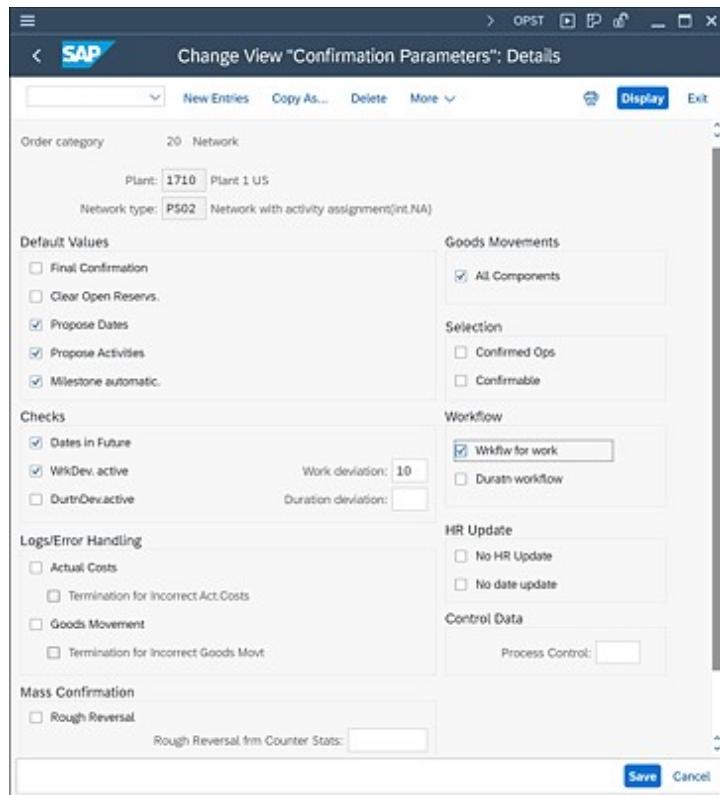 OPST
SAP
Change View "Confirmation Parameters": Details
New Entries Copy As... Delete More Display Exit
Order category 20 Network
Plant: 1710 Plant 1 US
Network type: PS02 Network with activity assignment(int.NA)
Default Values
Final Confirmation
Clear Open Reservs.
Propose Dates
Propose Activities
Milestone automatic.
Goods Movements
All Components
Selection
Confirmed Ops
Confirmable
Checks
Dates in Future
WrkDev. active Work deviation: 10
DurtnDev.active Duration deviation:
Workflow
Wrkflw for work
Duratn workflow
Logs/Error Handling
Actual Costs
Termination for Incorrect Act.Costs
Goods Movement
Termination for Incorrect Goods Movt
HR Update
No HR Update
No date update
Control Data
Process Control:
Mass Confirmation
Rough Reversal
Rough Reversal frm Counter Stats:
Save Cancel